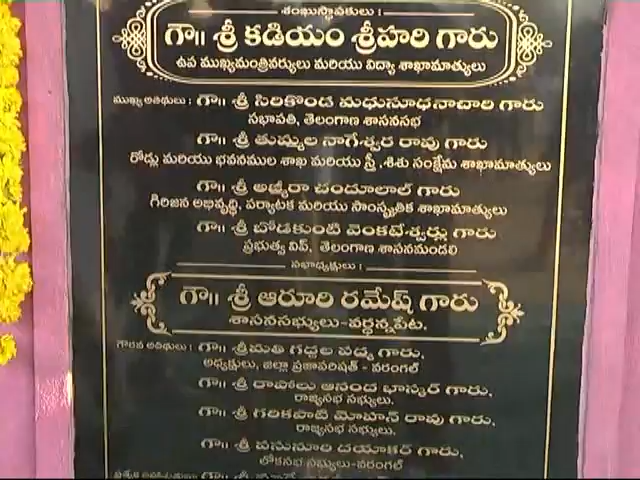 శంఖుస్థాపకులు :
గౌ॥ శ్రీ కడియం శ్రీహరి గారు
ఉప ముఖ్యమంత్రివర్యులు మరియు విద్యా శాఖామాత్యులు
ముఖ్య అతిథులు : గౌ॥ శ్రీ సిరికొండ మధుసూధనాచారి గారు
సభాపతి, తెలంగాణ శాసనసభ
గౌ॥ శ్రీ తుమ్మల నాగేశ్వర రావు గారు
రోడ్లు మరియు భవనముల శాఖ మరియు స్త్రీ ,శిశు సంక్షేమ శాఖామాత్యులు
గౌ॥ శ్రీ అజ్మీరా చందూలాల్ గారు
గిరిజన అభివృద్ధి, పర్యాటక మరియు సాంస్కృతిక శాఖామాత్యులు
గౌ॥ శ్రీ బోడకుంటి వెంకటేశ్వర్లు గారు
ప్రభుత్వ విప్, తెలంగాణ శాసనమండలి
సభాధ్యక్షులు :
గౌ॥ శ్రీ ఆరూరి రమేష్ గారు
శాసనసభ్యులు-వర్ధన్నపేట.
గౌరవ అతిథులు : గౌ॥ శ్రీమతి గద్దల పద్మ గారు,
అధ్యక్షులు, జిల్లా ప్రజాపరిషత్ - వరంగల్
గౌ॥ శ్రీ రాపోలు ఆనంద భాస్కర్ గారు,
రాజ్యసభ సభ్యులు.
గౌ॥ శ్రీ గరికపాటి మోహన్ రావు గారు,
రాజ్యసభ సభ్యులు.
గౌ॥ శ్రీ పసునూరి దయాకర్ గారు,
లోకసభ సభ్యులు-వరంగల్